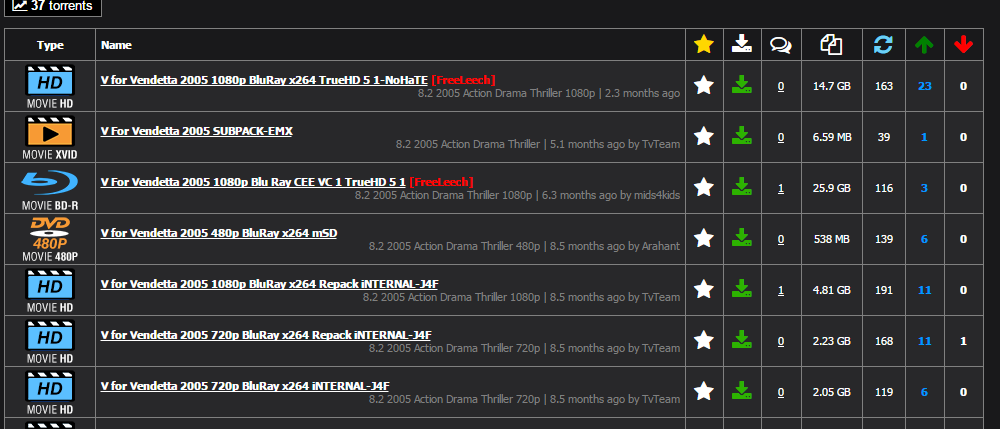 37 torrents
Type Name
HD V for Vendetta 2005 1080p BluRay x264 TrueHD 5 1-NoHaTE [FreeLeech] 0 14.7 GB 163 23 0
MOVIE HD 8.2 2005 Action Drama Thriller 1080p | 2.3 months ago
V For Vendetta 2005 SUBPACK-EMX 0 6.59 MB 39 1 0
MOVIE XVID 8.2 2005 Action Drama Thriller | 5.1 months ago by TvTeam
V For Vendetta 2005 1080p Blu Ray CEE VC 1 TrueHD 5 1 [FreeLeech] 1 25.9 GB 116 3 0
MOVIE BD-R 8.2 2005 Action Drama Thriller 1080p | 6.3 months ago by mids4kids
DVD V for Vendetta 2005 480p BluRay x264 mSD 0 538 MB 139 6 0
480P 8.2 2005 Action Drama Thriller 480p | 8.5 months ago by Arahant
MOVIE 480P
HD V for Vendetta 2005 1080p BluRay x264 Repack iNTERNAL-J4F 1 4.81 GB 191 11 0
MOVIE HD 8.2 2005 Action Drama Thriller 1080p | 8.5 months ago by TvTeam
HD V for Vendetta 2005 720p BluRay x264 Repack iNTERNAL-J4F 0 2.23 GB 168 11 1
MOVIE HD 8.2 2005 Action Drama Thriller 720p | 8.5 months ago by TvTeam
HD V for Vendetta 2005 720p BluRay x264 iNTERNAL-J4F 0 2.05 GB 119 6 0
MOVIE HD 8.2 2005 Action Drama Thriller 720p | 8.5 months ago by TvTeam